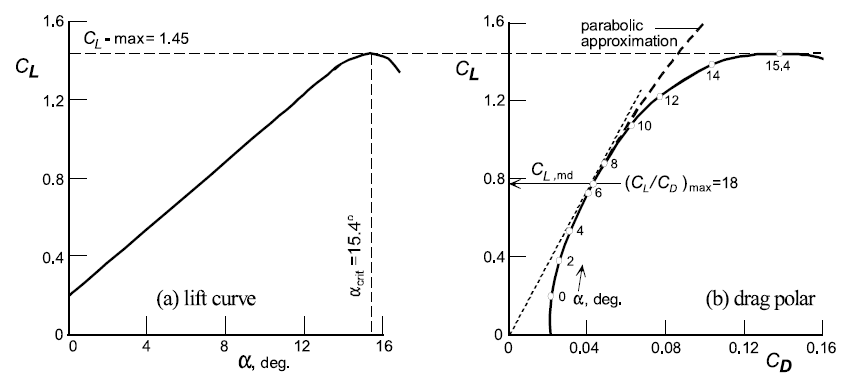 1.6
C_L - max = 1.45
C_L
1.2
0.8
0.4
0
α_crit = 15.4°
(a) lift curve
0 4 8 12 16
α, deg.
1.6
parabolic
approximation
C_L
15,4
14
1.2
12
10
8
C_L,md
0.8
(C_L/C_D)max=18
6
4
0.4
2
α, deg.
0
(b) drag polar
0
0 0.04 0.08 0.12 0.16
C_D